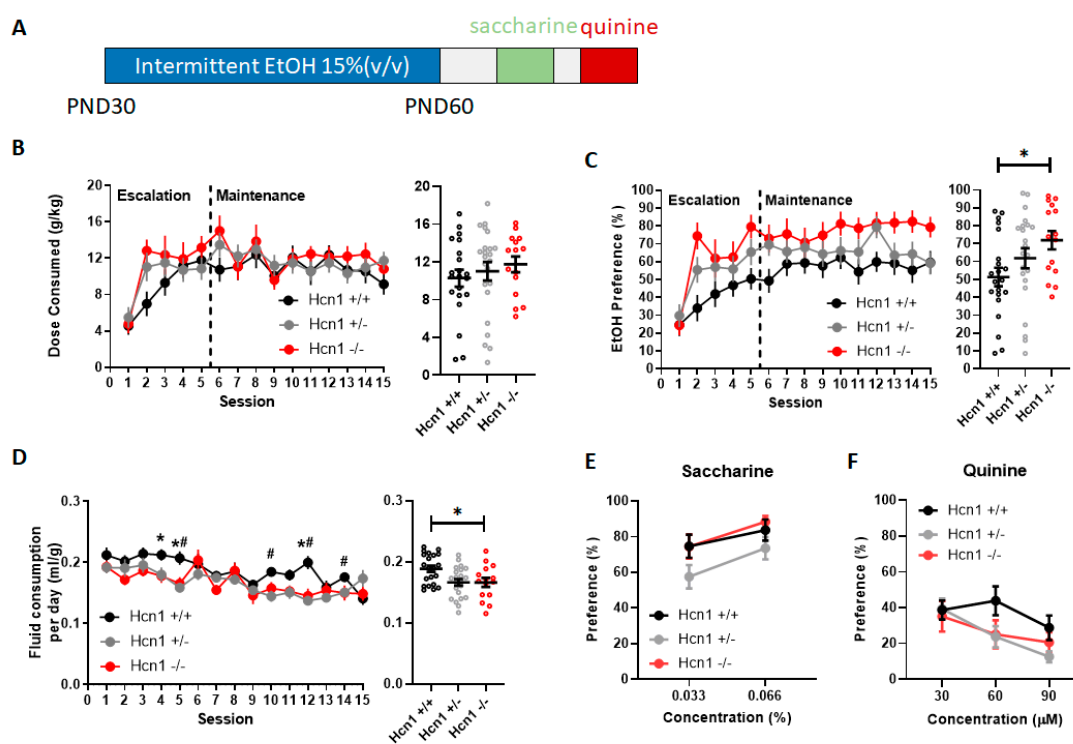 A
saccharine quinine
Intermittent EtOH 15%(v/v)
PND30 PND60
B
Dose Consumed (g/kg)
20
16
12
8
4
0
Escalation Maintenance
Hcn1 +/+
Hcn1 +/-
Hcn1 -/-
0 1 2 3 4 5 6 7 8 9 10 11 12 13 14 15
Session
20
16
12
8
4
0
Hcn1 +/+ Hcn1 +/- Hcn1 -/-
C
EtOH Preference (%)
100
90
80
70
60
50
40
30
20
10
0
Escalation Maintenance
Hcn1 +/+
Hcn1 +/-
Hcn1 -/-
0 1 2 3 4 5 6 7 8 9 10 11 12 13 14 15
Session
*
100
90
80
70
60
50
40
30
20
10
0
Hcn1 +/+ Hcn1 +/- Hcn1 -/-
D
Fluid consumption
per day (ml/g)
0.3
0.2
0.1
0.0
* *# # *# #
Hcn1 +/+
Hcn1 +/-
Hcn1 -/-
0 1 2 3 4 5 6 7 8 9 10 11 12 13 14 15
Session
*
0.3
0.2
0.1
0.0
Hcn1 +/+ Hcn1 +/- Hcn1 -/-
E
Saccharine
Preference (%)
100
80
60
40
20
0
Hcn1 +/+
Hcn1 +/-
Hcn1 -/-
0.033 0.066
Concentration (%)
F
Quinine
Preference (%)
100
80
60
40
20
0
Hcn1 +/+
Hcn1 +/-
Hcn1 -/-
30 60 90
Concentration (μM)